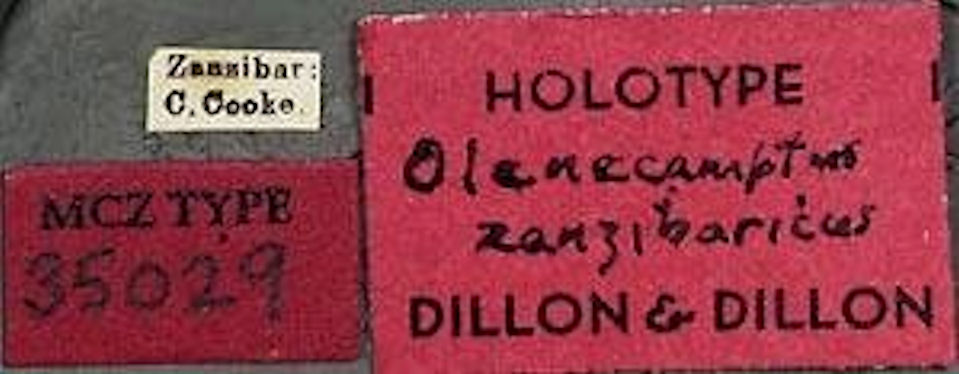 Zanzibar:
C. Cooke.
MCZ TYPE
35029
HOLOTYPE
Olenecamptus
zanzibaricus
DILLON & DILLON